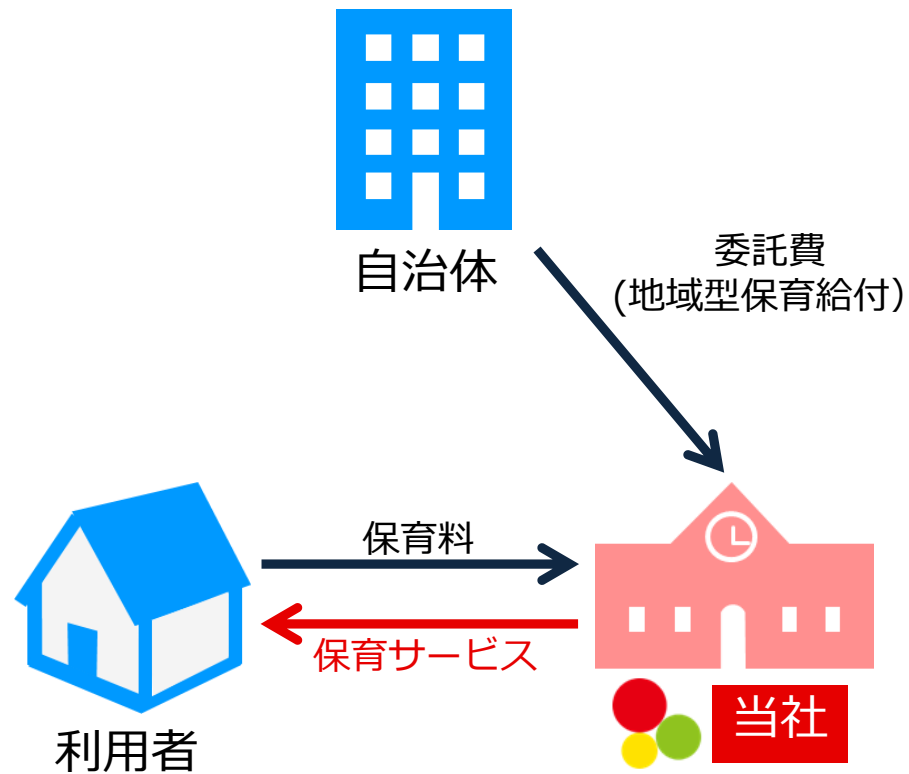 自治体
委託費
(地域型保育給付)
保育料
保育サービス
利用者
当社